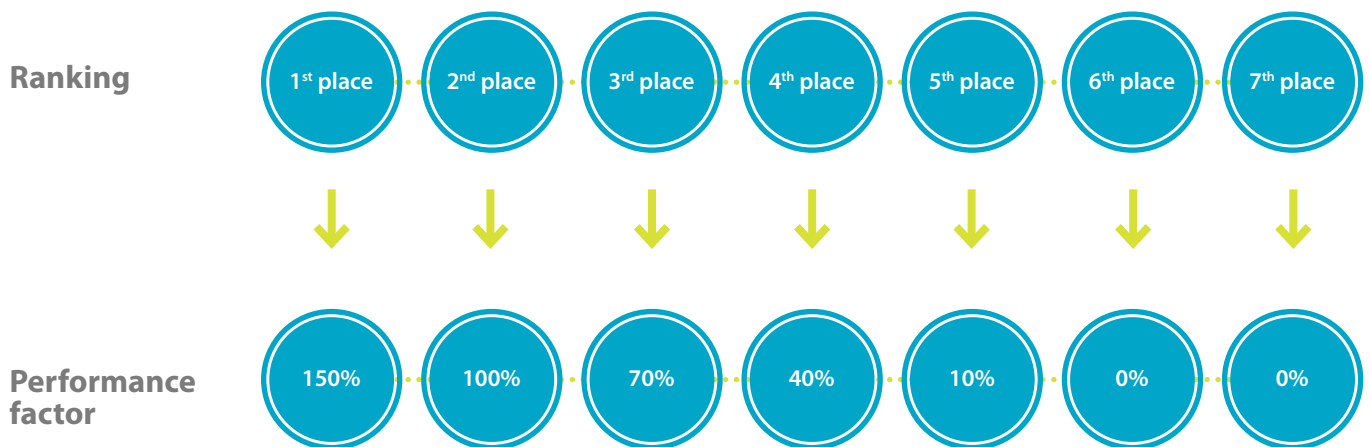 Ranking
1st place 2nd place 3rd place 4th place 5th place 6th place 7th place
Performance
factor
150% 100% 70% 40% 10% 0% 0%